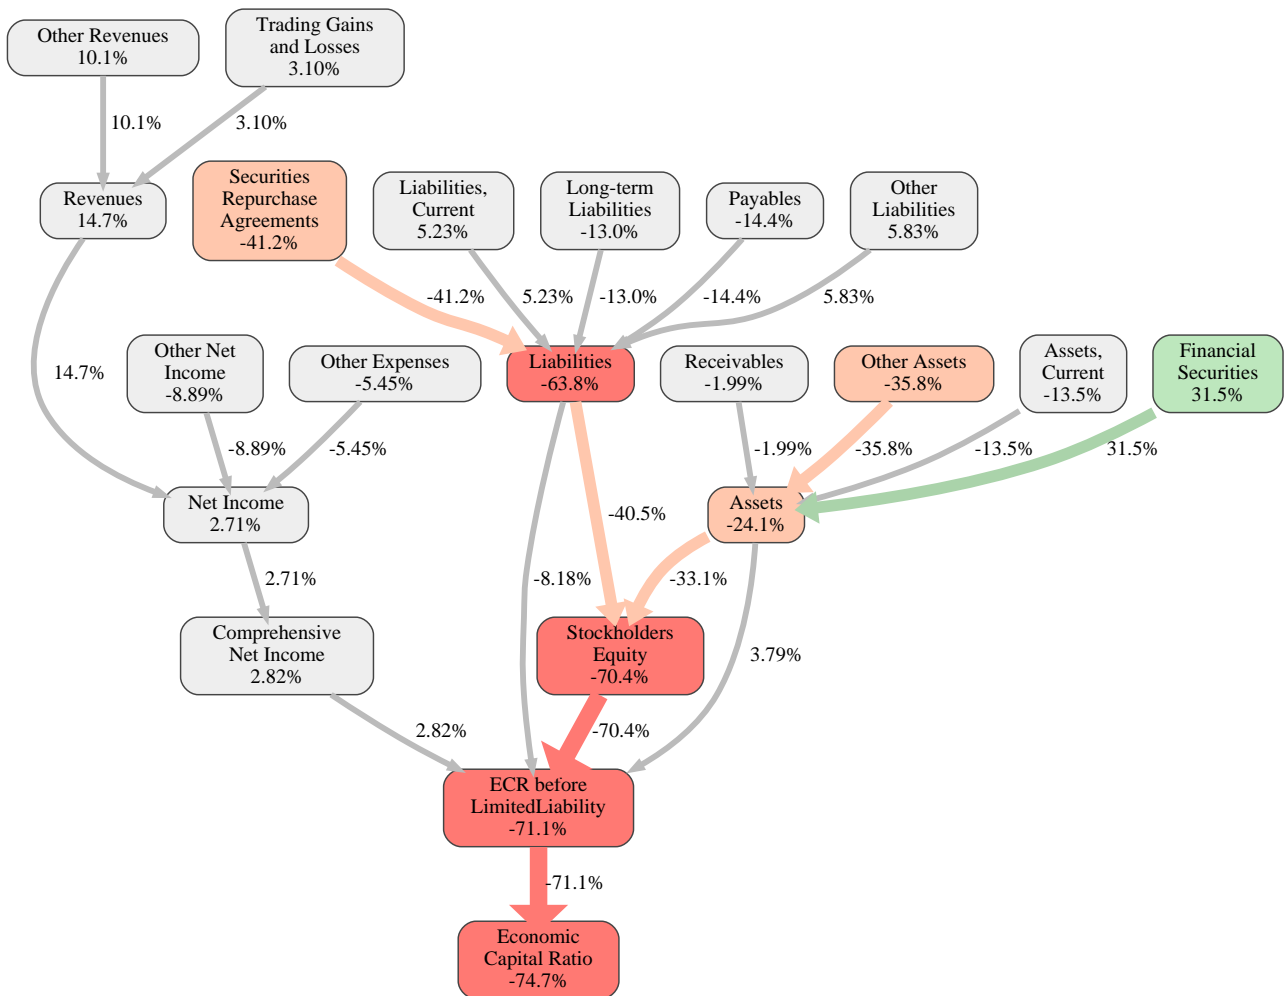 Other Revenues
10.1%
Trading Gains
and Losses
3.10%
10.1%
3.10%
Revenues
14.7%
Securities
Repurchase
Agreements
-41.2%
Liabilities,
Current
5.23%
Long-term
Liabilities
-13.0%
Payables
-14.4%
Other
Liabilities
5.83%
-41.2%
5.23%
-13.0%
-14.4%
5.83%
14.7%
Other Net
Income
-8.89%
Other Expenses
-5.45%
Liabilities
-63.8%
Receivables
-1.99%
Other Assets
-35.8%
Assets,
Current
-13.5%
Financial
Securities
31.5%
-8.89%
-5.45%
-1.99%
-35.8%
-13.5%
31.5%
Net Income
2.71%
-40.5%
Assets
-24.1%
2.71%
-8.18%
-33.1%
Comprehensive
Net Income
2.82%
Stockholders
Equity
-70.4%
3.79%
2.82%
-70.4%
ECR before
LimitedLiability
-71.1%
-71.1%
Economic
Capital Ratio
-74.7%